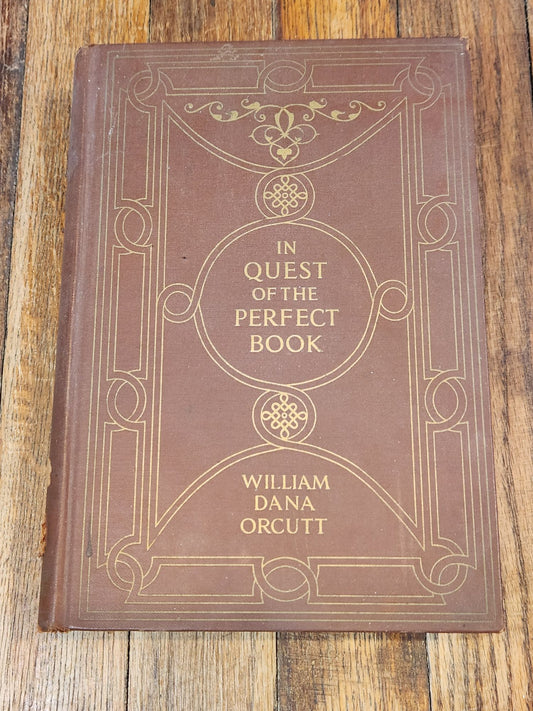 IN
QUEST
OF THE
PERFECT
BOOK
WILLIAM
DANA
ORCUTT